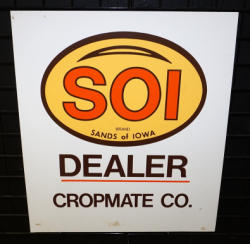 SOI
BRAND
SANDS of IOWA
DEALER
CROPMATE CO.